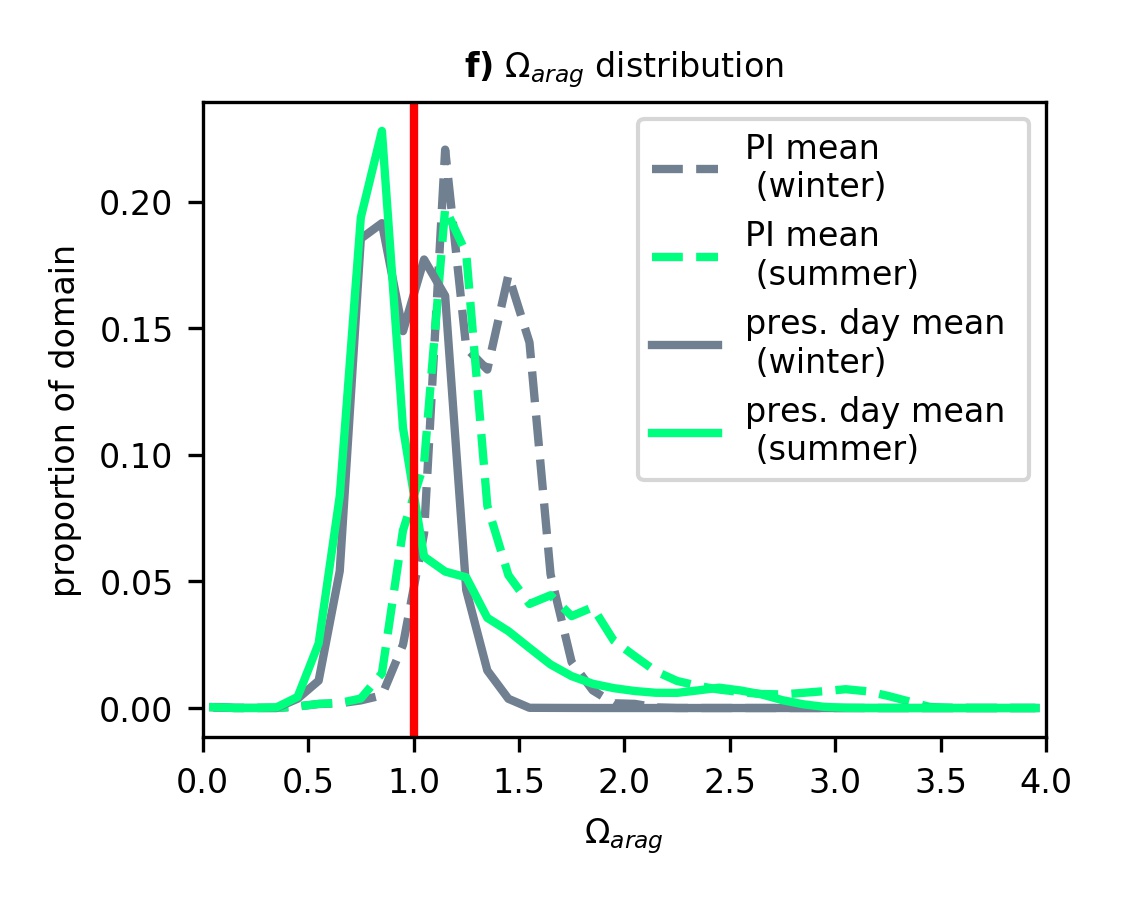 f) Ωarag distribution
PI mean
(winter)
PI mean
(summer)
pres. day mean
(winter)
pres. day mean
(summer)
proportion of domain
0.20
0.15
0.10
0.05
0.00
0.0 0.5 1.0 1.5 2.0 2.5 3.0 3.5 4.0
Ωarag